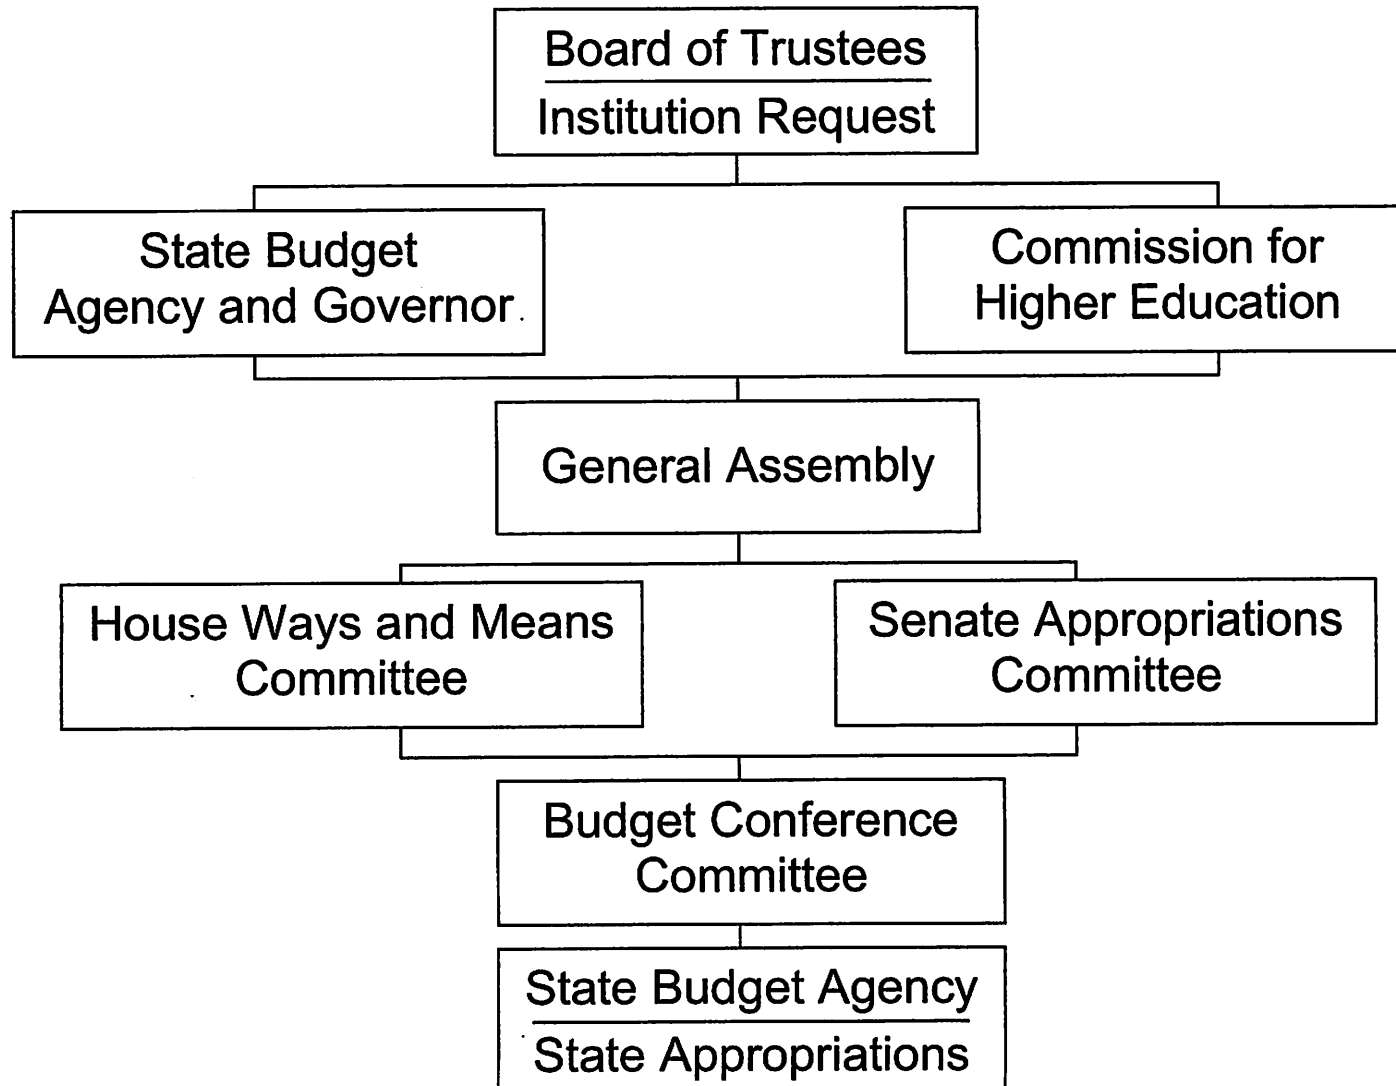 Board of Trustees
Institution Request
State Budget
Agency and Governor
Commission for
Higher Education
General Assembly
House Ways and Means
Committee
Senate Appropriations
Committee
Budget Conference
Committee
State Budget Agency
State Appropriations